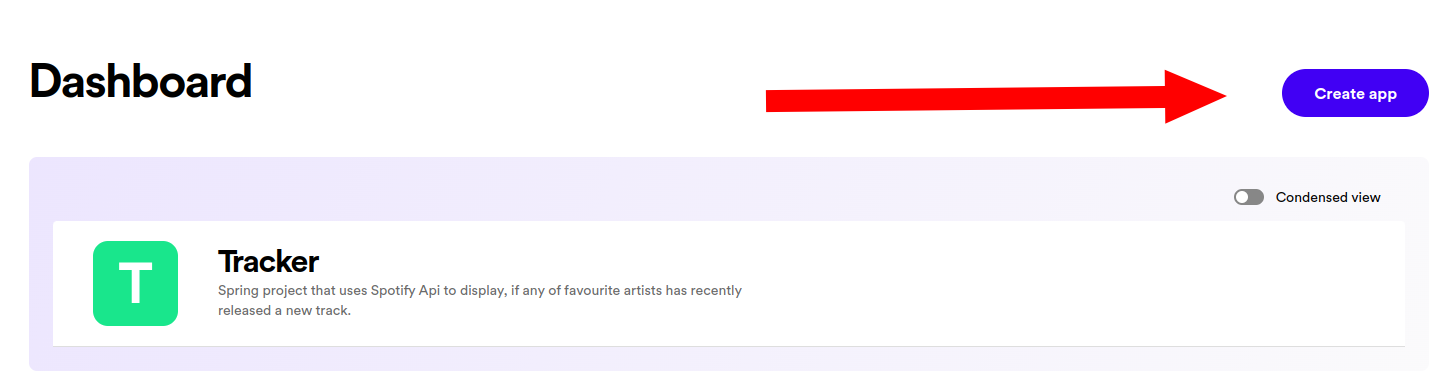 Dashboard
Create app
Condensed view
T
Tracker
Spring project that uses Spotify Api to display, if any of favourite artists has recently
released a new track.